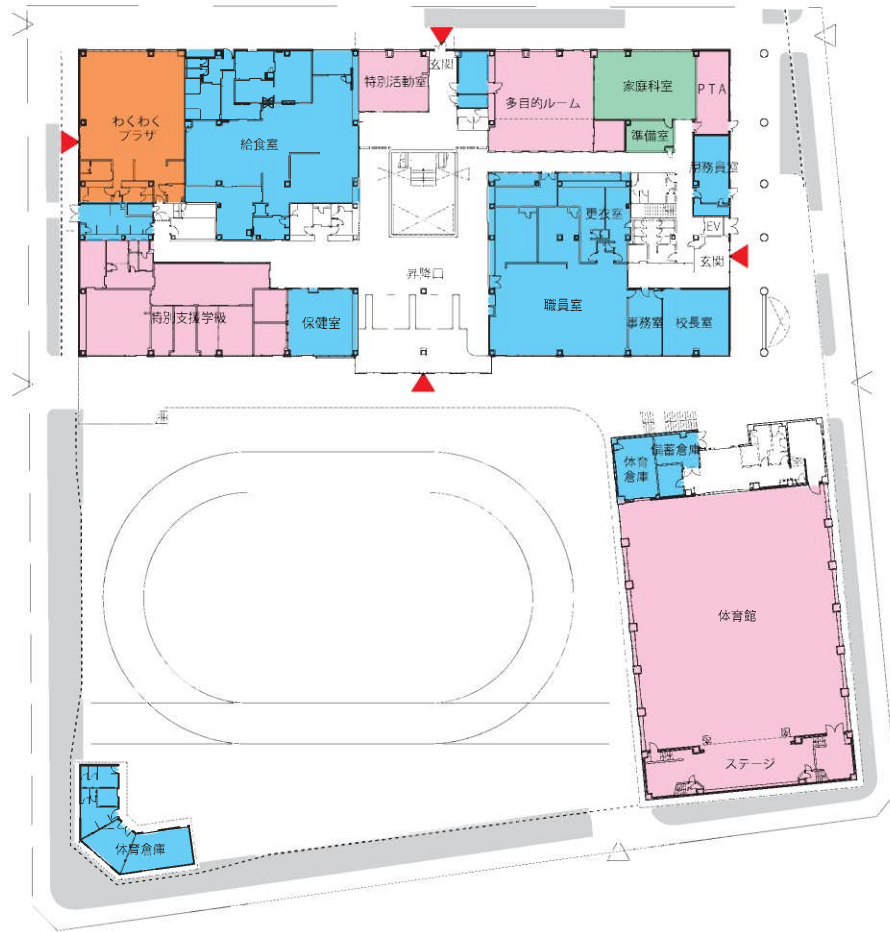 玄関
特別活動室
多目的ルーム
家庭科室
PTA
わくわく
プラザ
給食室
準備室
用務員室
更衣室
EV
玄関
昇降口
職員室
特別支援学級
保健室
事務室
校長室
体育
倉庫
備蓄倉庫
体育館
ステージ
体育倉庫